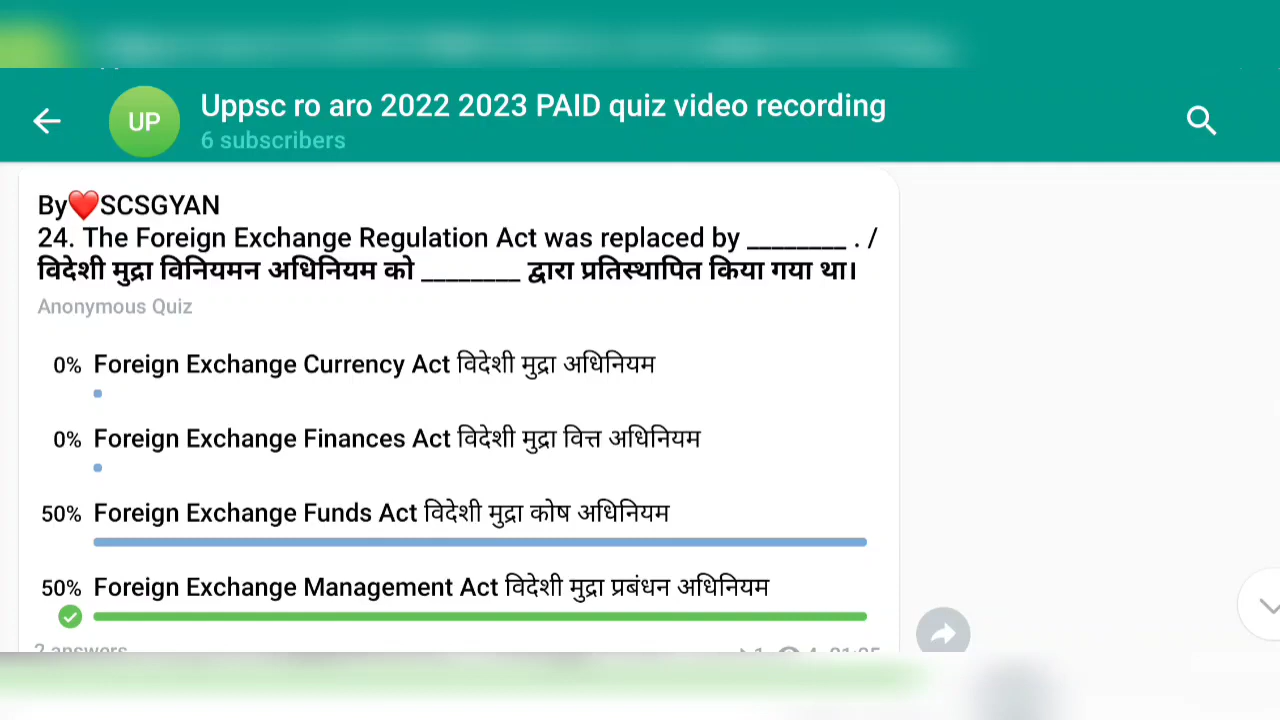 UP
Uppsc ro aro 2022 2023 PAID quiz video recording
6 subscribers
By❤️SCSGYAN
24. The Foreign Exchange Regulation Act was replaced by ________ . /
विदेशी मुद्रा विनियमन अधिनियम को ________ द्वारा प्रतिस्थापित किया गया था।
Anonymous Quiz
0% Foreign Exchange Currency Act विदेशी मुद्रा अधिनियम
0% Foreign Exchange Finances Act विदेशी मुद्रा वित्त अधिनियम
50% Foreign Exchange Funds Act विदेशी मुद्रा कोष अधिनियम
50% Foreign Exchange Management Act विदेशी मुद्रा प्रबंधन अधिनियम
2 answers